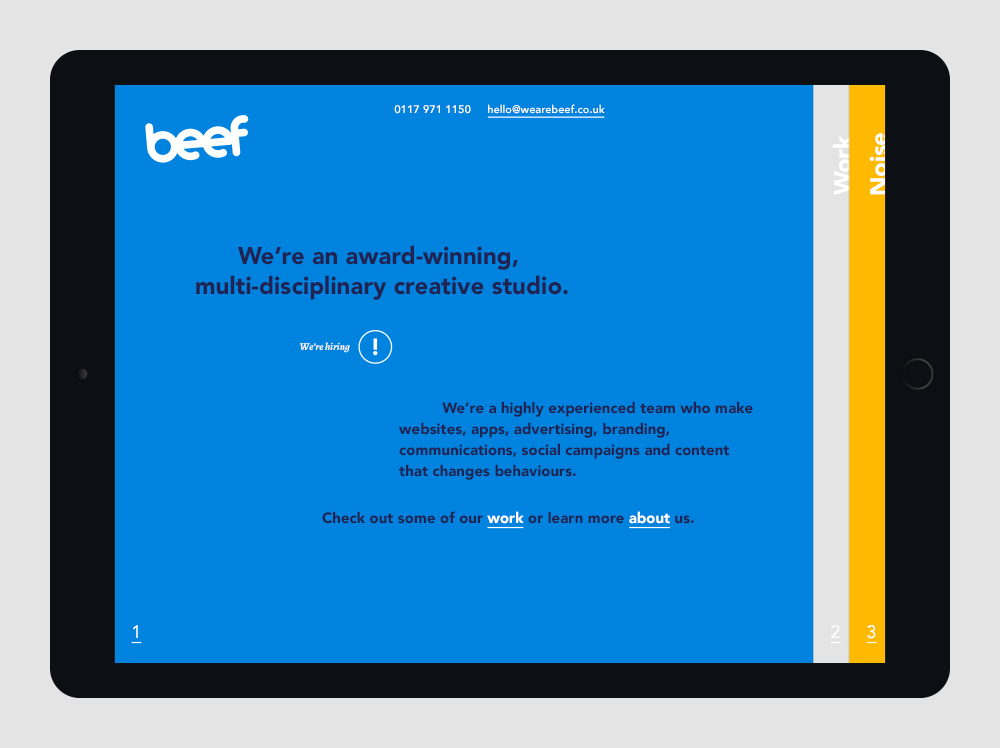 0117 971 1150 hello@wearebeef.co.uk
beef
We're an award-winning,
multi-disciplinary creative studio.
We're hiring !
We're a highly experienced team who make
websites, apps, advertising, branding,
communications, social campaigns and content
that changes behaviours.
Check out some of our work or learn more about us.
1
Work
2
Noise
3